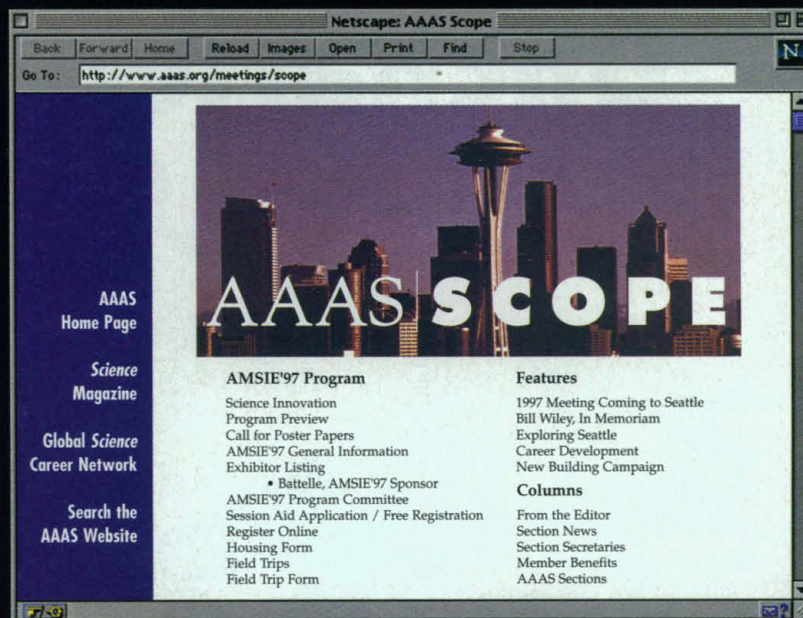 Netscape: AAAS Scope
Back Forward Home Reload Images Open Print Find Stop
N
Go To: http://www.aaas.org/meetings/scope
AAAS SCOPE
AAAS
Home Page
Science
Magazine
Global Science
Career Network
Search the
AAAS Website
AMSIE'97 Program
Science Innovation
Program Preview
Call for Poster Papers
AMSIE'97 General Information
Exhibitor Listing
• Battelle, AMSIE'97 Sponsor
AMSIE'97 Program Committee
Session Aid Application / Free Registration
Register Online
Housing Form
Field Trips
Field Trip Form
Features
1997 Meeting Coming to Seattle
Bill Wiley, In Memoriam
Exploring Seattle
Career Development
New Building Campaign
Columns
From the Editor
Section News
Section Secretaries
Member Benefits
AAAS Sections
?